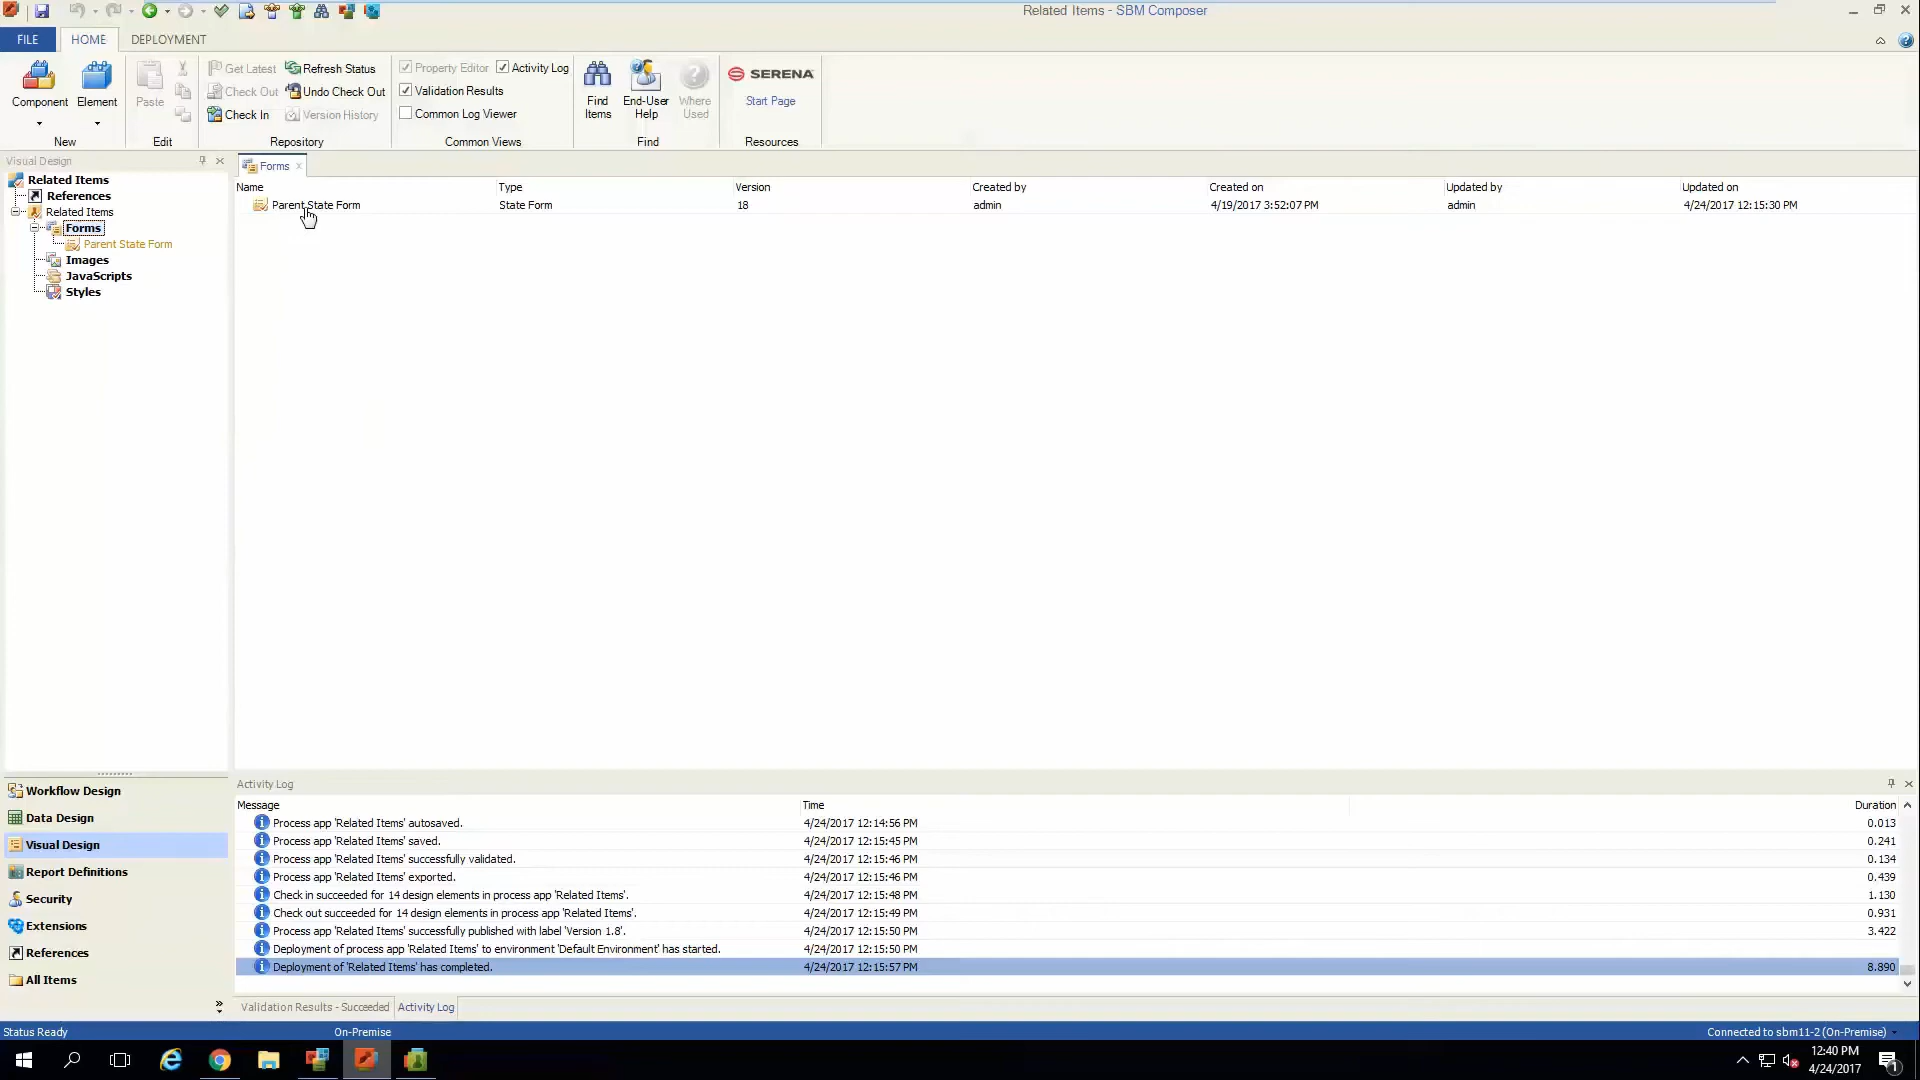 Related Items - SBM Composer
FILE HOME DEPLOYMENT
Component Element New
Paste Edit
Get Latest Refresh Status
Check Out Undo Check Out
Check In Version History
Repository
Property Editor Activity Log
Validation Results
Common Log Viewer
Common Views
Find Items End-User Help Where Used
Find
SERENA
Start Page
Resources
Visual Design
Related Items
References
Related Items
Forms
Parent State Form
Images
JavaScripts
Styles
Forms
Name Type Version Created by Created on Updated by Updated on
Parent State Form State Form 18 admin 4/19/2017 3:52:07 PM admin 4/24/2017 12:15:30 PM
Workflow Design
Data Design
Visual Design
Report Definitions
Security
Extensions
References
All Items
Activity Log
Message Time Duration
Process app 'Related Items' autosaved. 4/24/2017 12:14:56 PM 0.013
Process app 'Related Items' saved. 4/24/2017 12:15:45 PM 0.241
Process app 'Related Items' successfully validated. 4/24/2017 12:15:46 PM 0.134
Process app 'Related Items' exported. 4/24/2017 12:15:46 PM 0.439
Check in succeeded for 14 design elements in process app 'Related Items'. 4/24/2017 12:15:48 PM 1.130
Check out succeeded for 14 design elements in process app 'Related Items'. 4/24/2017 12:15:49 PM 0.931
Process app 'Related Items' successfully published with label 'Version 1.8'. 4/24/2017 12:15:50 PM 3.422
Deployment of process app 'Related Items' to environment 'Default Environment' has started. 4/24/2017 12:15:50 PM
Deployment of 'Related Items' has completed. 4/24/2017 12:15:57 PM 8.890
Validation Results - Succeeded Activity Log
Status Ready On-Premise Connected to sbm11-2 (On-Premise)
12:40 PM
4/24/2017
1